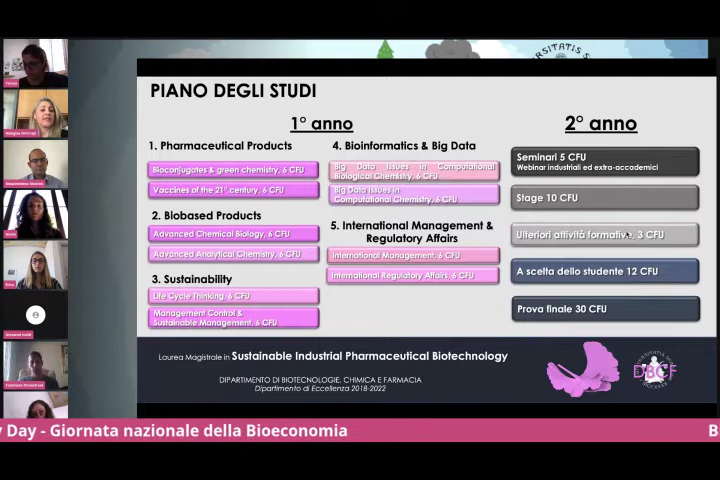 PIANO DEGLI STUDI
1° anno
1. Pharmaceutical Products
Bioconjugates & green chemistry, 6 CFU
Vaccines of the 21st century, 6 CFU
2. Biobased Products
Advanced Chemical Biology, 6 CFU
Advanced Analytical Chemistry, 6 CFU
3. Sustainability
Life Cycle Thinking, 6 CFU
Management Control &
Sustainable Management, 6 CFU
4. Bioinformatics & Big Data
Big Data Issues in Computational
Biological Chemistry, 6 CFU
Big Data Issues in
Computational Chemistry, 6 CFU
5. International Management &
Regulatory Affairs
International Management, 6 CFU
International Regulatory Affairs, 6 CFU
2° anno
Seminari 5 CFU
Webinar industriali ed extra-accademici
Stage 10 CFU
Ulteriori attività formative, 3 CFU
A scelta dello studente 12 CFU
Prova finale 30 CFU
Laurea Magistrale in Sustainable Industrial Pharmaceutical Biotechnology
DIPARTIMENTO DI BIOTECNOLOGIE, CHIMICA E FARMACIA
Dipartimento di Eccellenza 2018-2022
DBCF
y Day - Giornata nazionale della Bioeconomia
B